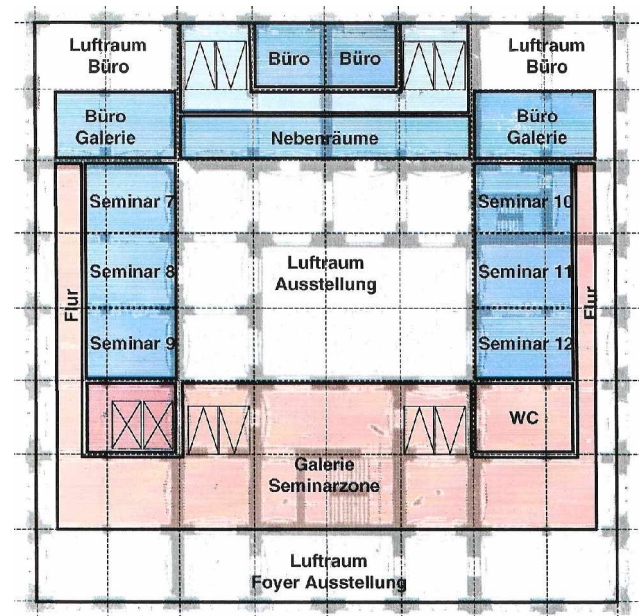 Luftraum
Büro
Büro
Büro
Luftraum
Büro
Büro
Galerie
Nebenräume
Büro
Galerie
Seminar 7
Seminar 10
Seminar 8
Luftraum
Ausstellung
Seminar 11
Flur
Flur
Seminar 9
Seminar 12
WC
Galerie
Seminarzone
Luftraum
Foyer Ausstellung